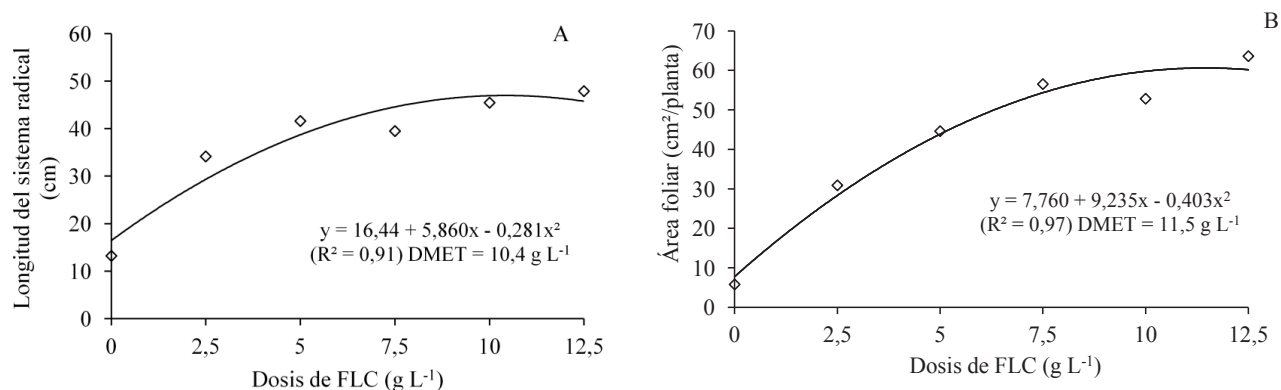 A
Longitud del sistema radical
(cm)
60
50
40
30
20
10
0
y = 16,44 + 5,860x - 0,281x²
(R² = 0,91) DMET = 10,4 g L⁻¹
0 2,5 5 7,5 10 12,5
Dosis de FLC (g L⁻¹)
B
Área foliar (cm²/planta)
70
60
50
40
30
20
10
0
y = 7,760 + 9,235x - 0,403x²
(R² = 0,97) DMET = 11,5 g L⁻¹
0 2,5 5 7,5 10 12,5
Dosis de FLC (g L⁻¹)